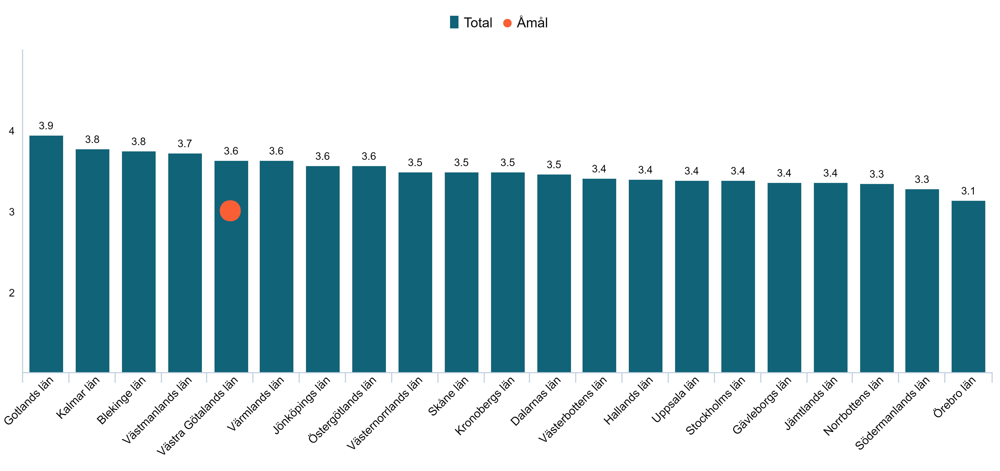 Total Åmål
4
3
2
3.9 3.8 3.8 3.7 3.6 3.6 3.6 3.6 3.5 3.5 3.5 3.5 3.4 3.4 3.4 3.4 3.4 3.4 3.3 3.3 3.1
Gotlands län
Kalmar län
Blekinge län
Västmanlands län
Västra Götalands län
Värmlands län
Jönköpings län
Östergötlands län
Västernorrlands län
Skåne län
Kronobergs län
Dalarnas län
Västerbottens län
Hallands län
Uppsala län
Stockholms län
Gävleborgs län
Jämtlands län
Norrbottens län
Södermanlands län
Örebro län